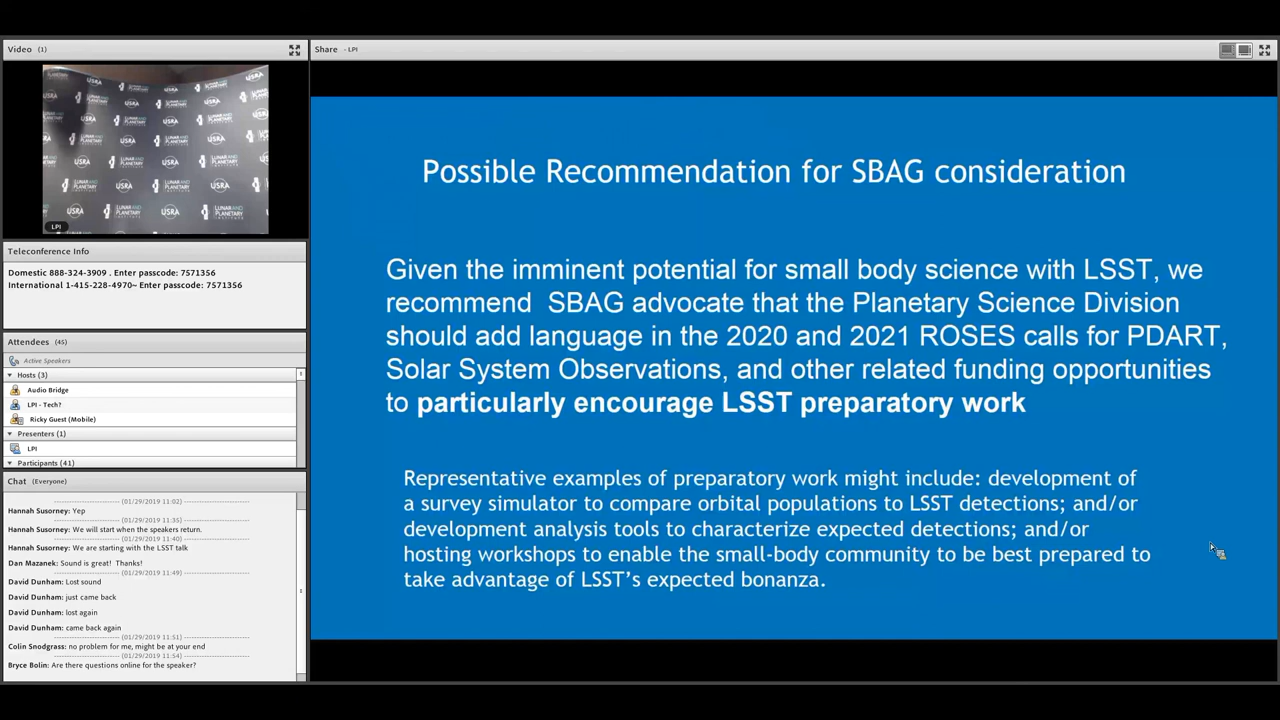 Video (1)
USRA
LUNAR AND PLANETARY INSTITUTE
LPI
Teleconference Info
Domestic 888-324-3909 . Enter passcode: 7571356
International 1-415-228-4970~ Enter passcode: 7571356
Attendees (45)
Active Speakers
Hosts (3)
Audio Bridge
LPI - Tech?
Ricky Guest (Mobile)
Presenters (1)
LPI
Participants (41)
Chat (Everyone)
(01/29/2019 11:02)
Hannah Susorney: Yep
(01/29/2019 11:35)
Hannah Susorney: We will start when the speakers return.
(01/29/2019 11:40)
Hannah Susorney: We are starting with the LSST talk
Dan Mazanek: Sound is great! Thanks!
(01/29/2019 11:49)
David Dunham: Lost sound
David Dunham: just came back
David Dunham: lost again
David Dunham: came back again
(01/29/2019 11:51)
Colin Snodgrass: no problem for me, might be at your end
(01/29/2019 11:54)
Bryce Bolin: Are there questions online for the speaker?
Share - LPI
Possible Recommendation for SBAG consideration
Given the imminent potential for small body science with LSST, we
recommend SBAG advocate that the Planetary Science Division
should add language in the 2020 and 2021 ROSES calls for PDART,
Solar System Observations, and other related funding opportunities
to particularly encourage LSST preparatory work
Representative examples of preparatory work might include: development of
a survey simulator to compare orbital populations to LSST detections; and/or
development analysis tools to characterize expected detections; and/or
hosting workshops to enable the small-body community to be best prepared to
take advantage of LSST's expected bonanza.